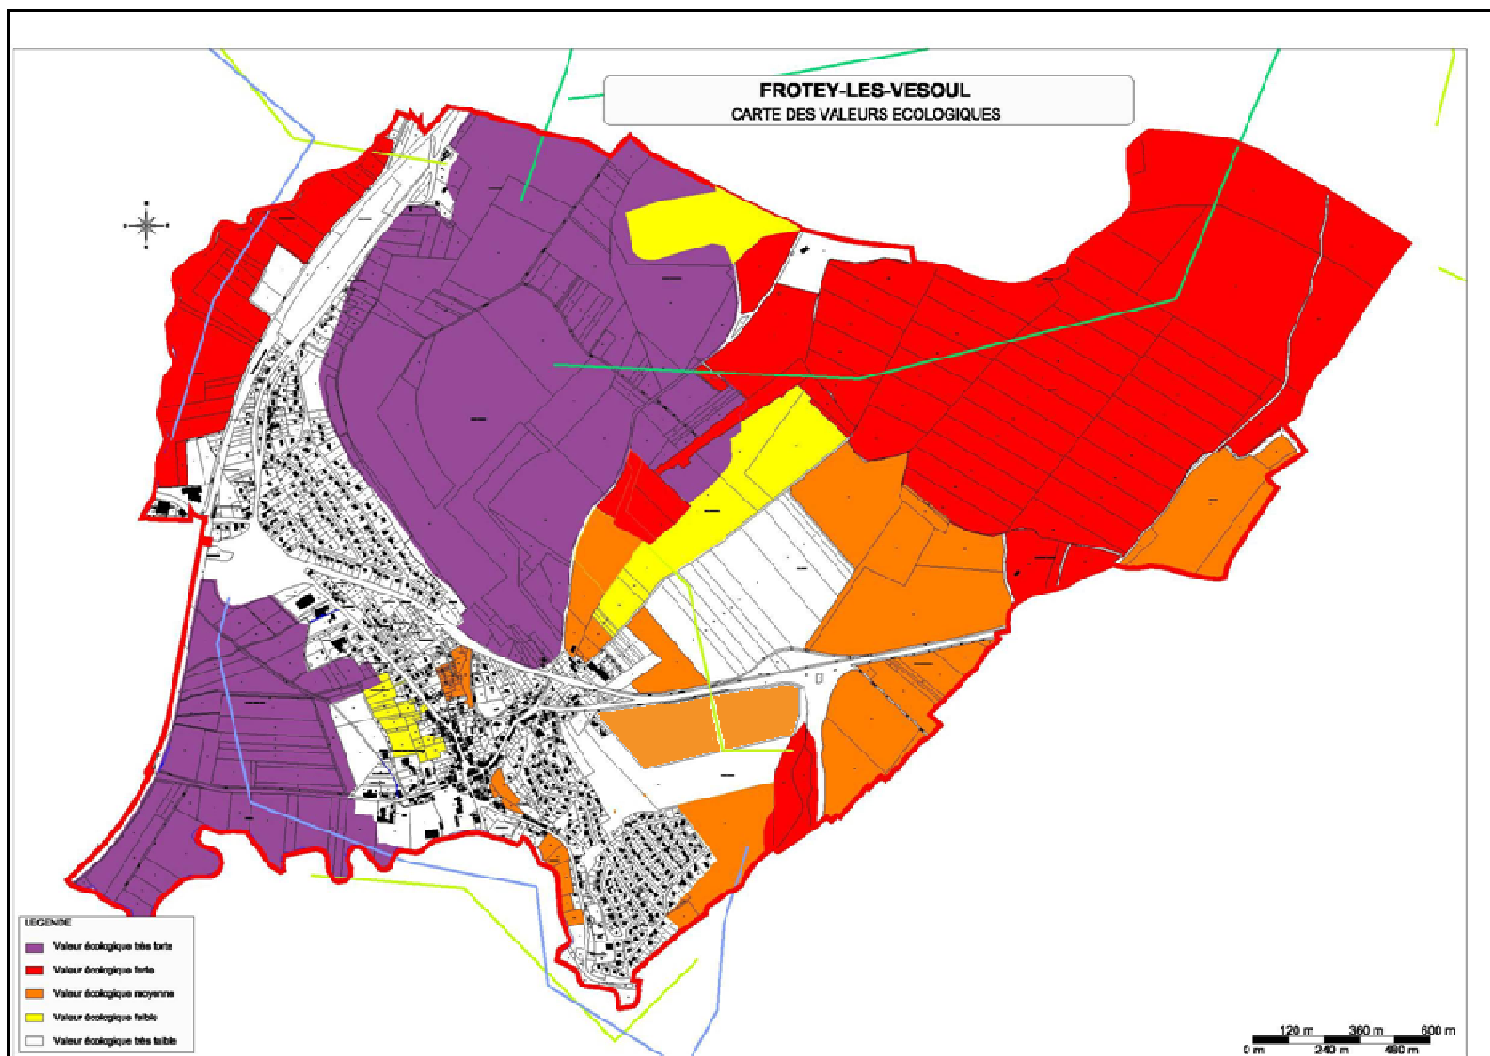 FROTEY-LES-VESOUL
CARTE DES VALEURS ECOLOGIQUES
LEGENDE
Valeur écologique très forte
Valeur écologique forte
Valeur écologique moyenne
Valeur écologique faible
Valeur écologique très faible
120 m 360 m 600 m
0 m 240 m 480 m